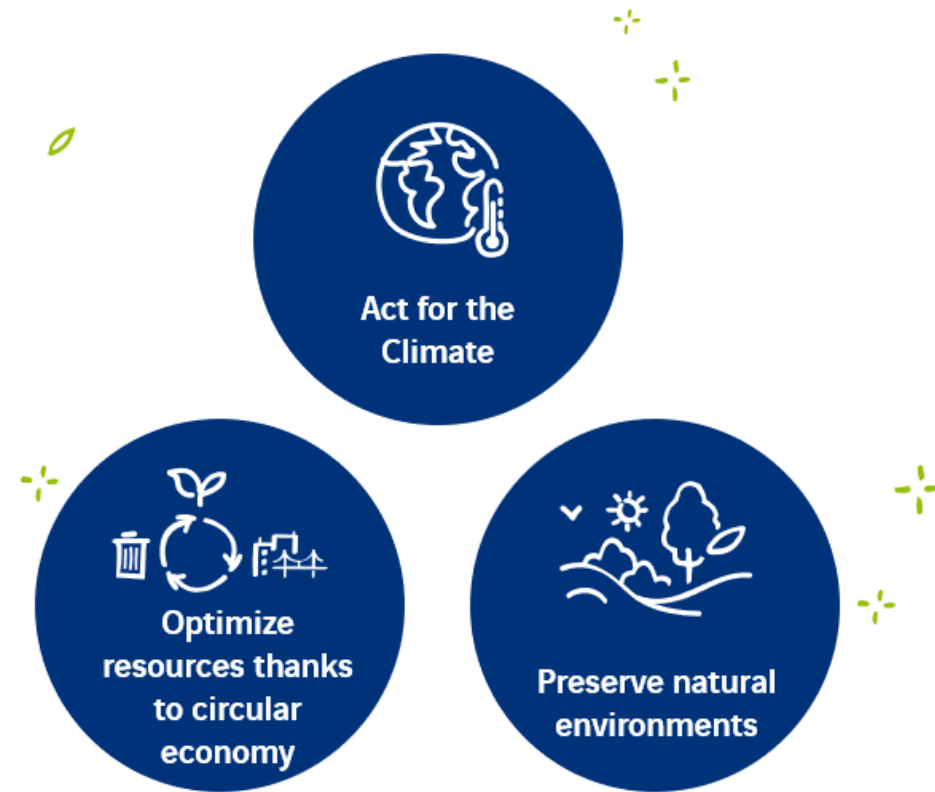 Act for the
Climate
Optimize
resources thanks
to circular
economy
Preserve natural
environments